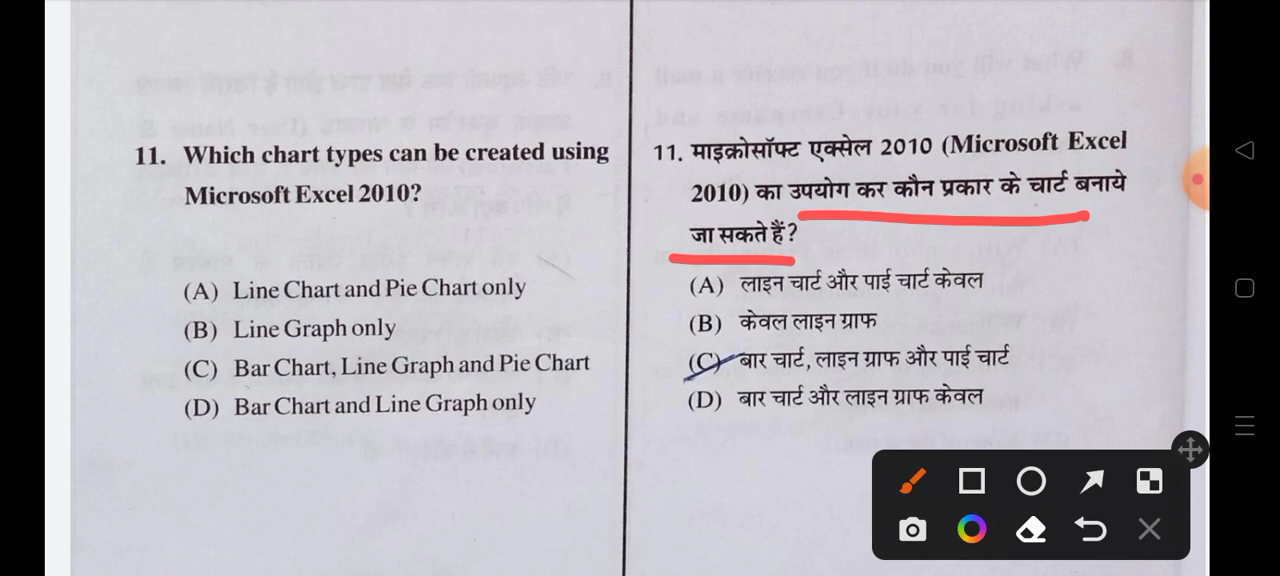 11. Which chart types can be created using
Microsoft Excel 2010?
(A) Line Chart and Pie Chart only
(B) Line Graph only
(C) Bar Chart, Line Graph and Pie Chart
(D) Bar Chart and Line Graph only
11. माइक्रोसॉफ्ट एक्सेल 2010 (Microsoft Excel
2010) का उपयोग कर कौन प्रकार के चार्ट बनाये
जा सकते हैं?
(A) लाइन चार्ट और पाई चार्ट केवल
(B) केवल लाइन ग्राफ
(C) बार चार्ट, लाइन ग्राफ और पाई चार्ट
(D) बार चार्ट और लाइन ग्राफ केवल